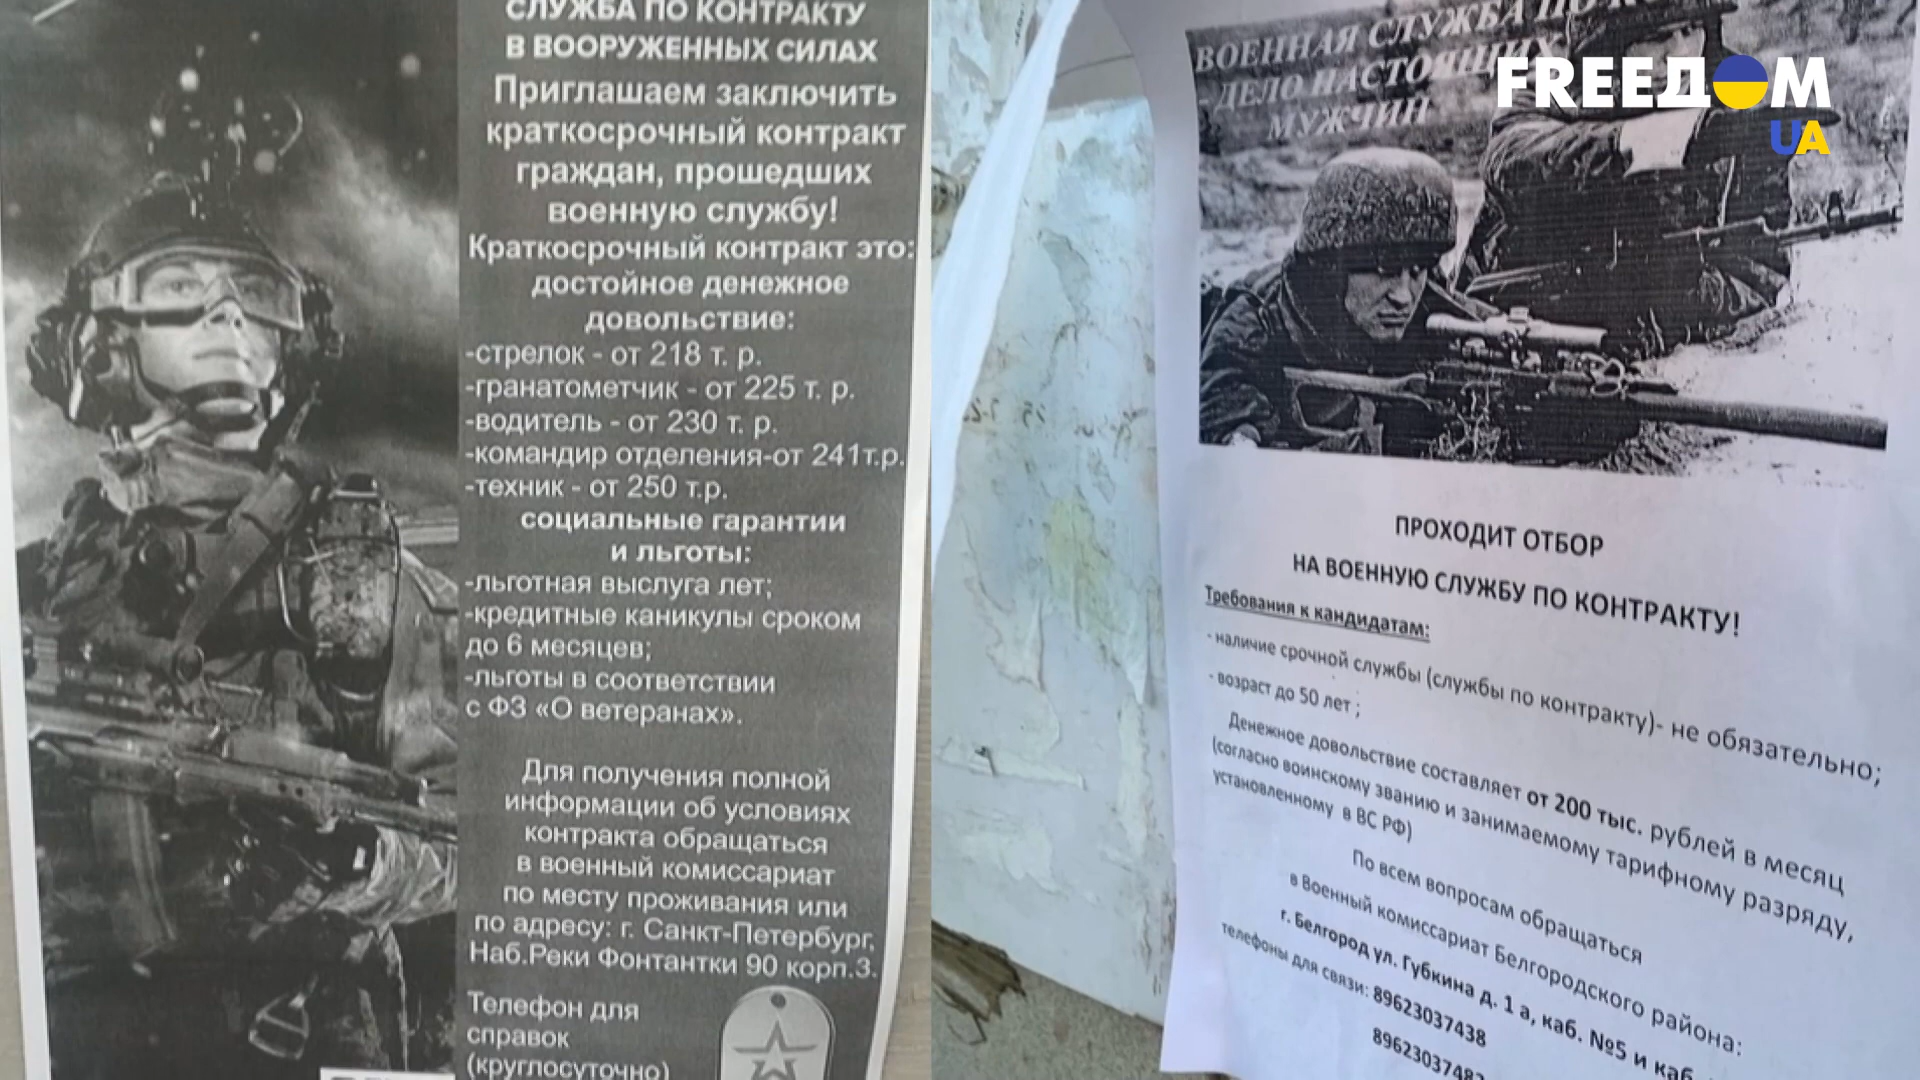 СЛУЖБА ПО КОНТРАКТУ
В ВООРУЖЕННЫХ СИЛАХ
Приглашаем заключить
краткосрочный контракт
граждан, прошедших
военную службу!
Краткосрочный контракт это:
достойное денежное
довольствие:
-стрелок - от 218 т. р.
-гранатометчик - от 225 т. р.
-водитель - от 230 т. р.
-командир отделения-от 241т.р.
-техник - от 250 т.р.
социальные гарантии
и льготы:
-льготная выслуга лет;
-кредитные каникулы сроком
до 6 месяцев;
-льготы в соответствии
с ФЗ «О ветеранах».
Для получения полной
информации об условиях
контракта обращаться
в военный комиссариат
по месту проживания или
по адресу: г. Санкт-Петербург,
Наб.Реки Фонтантки 90 корп.3.
Телефон для
справок
(круглосуточно)
ВОЕННАЯ СЛУЖБА ПО
- ДЕЛО НАСТОЯЩИХ
МУЖЧИН
FREEДОМ
UA
ПРОХОДИТ ОТБОР
НА ВОЕННУЮ СЛУЖБУ ПО КОНТРАКТУ!
Требования к кандидатам:
- наличие срочной службы (службы по контракту)- не обязательно;
- возраст до 50 лет ;
Денежное довольствие составляет от 200 тыс. рублей в месяц
(согласно воинскому званию и занимаемому тарифному разряду,
установленному в ВС РФ)
По всем вопросам обращаться
в Военный комиссариат Белгородского района:
г. Белгород ул. Губкина д. 1 а, каб. №5 и каб.
телефоны для связи: 89623037438